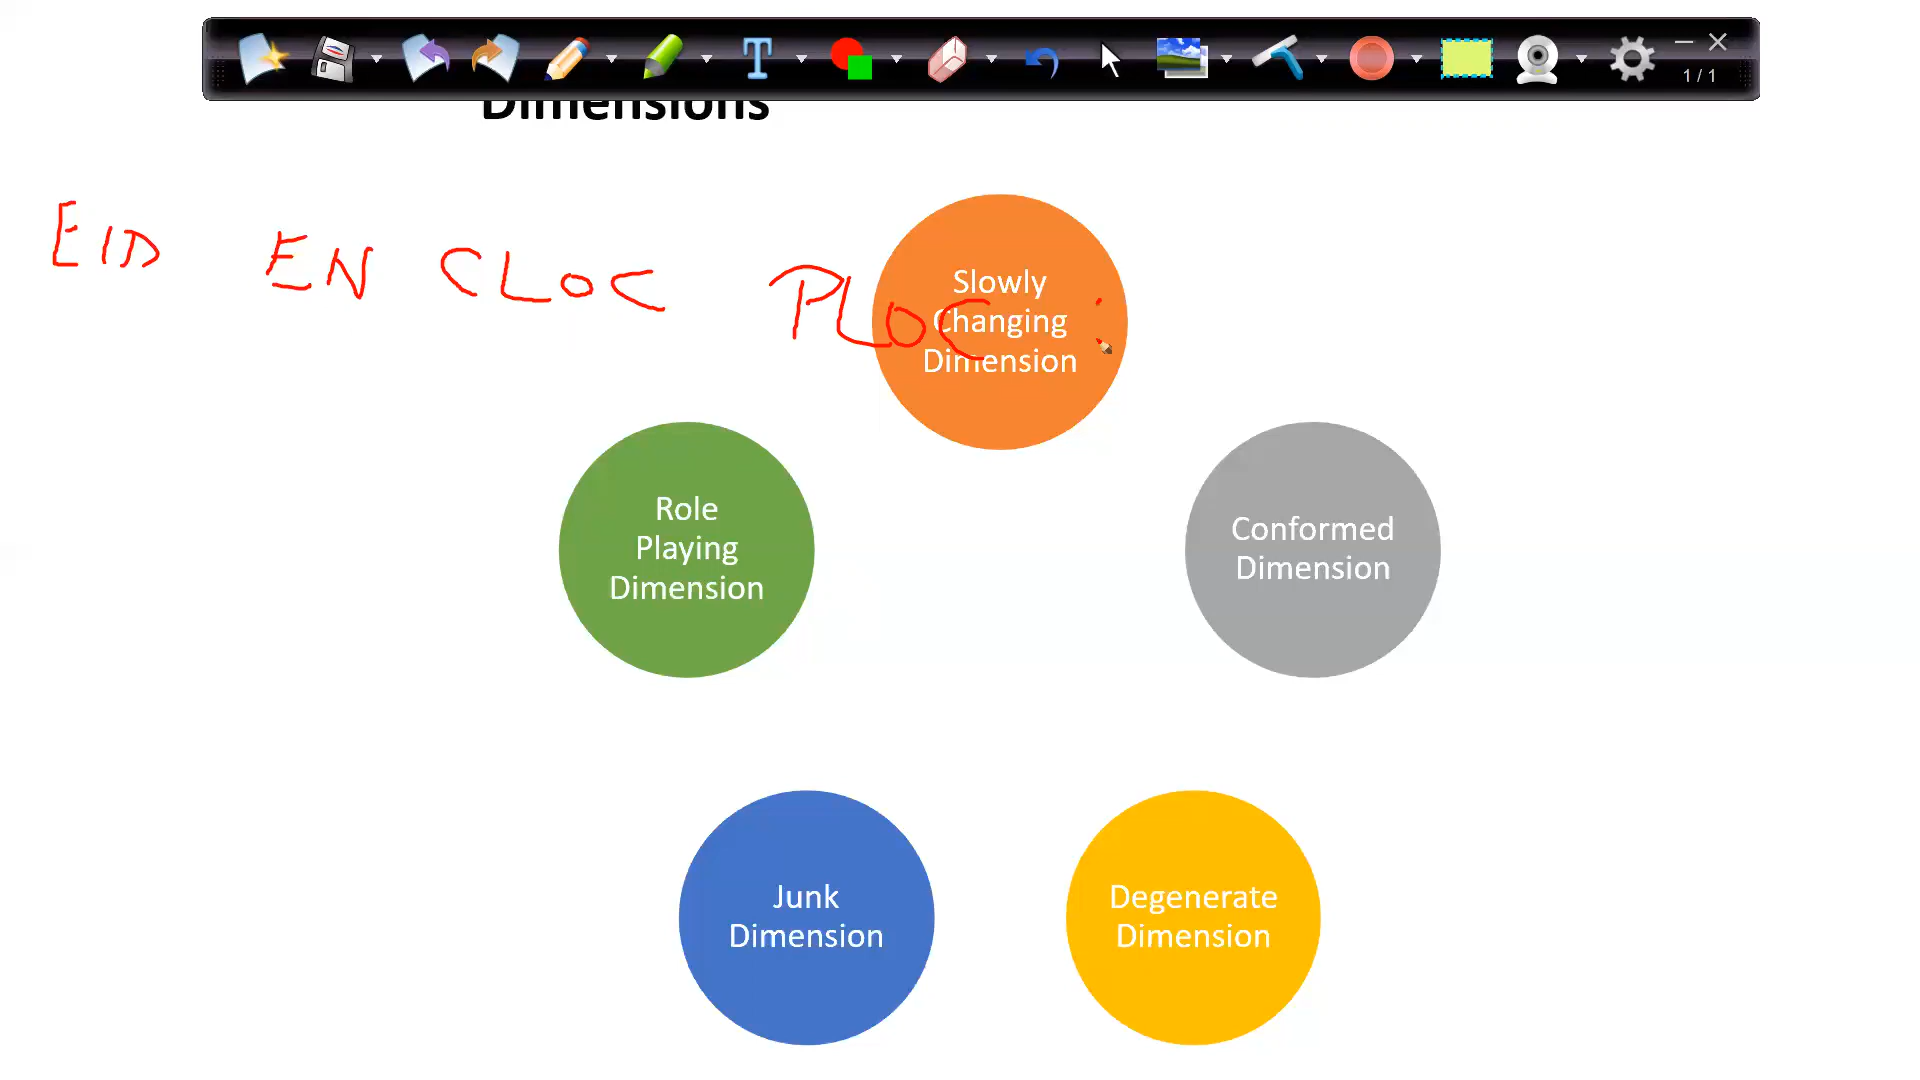 1 / 1
Dimensions
EID EN CLOC PLOC
Slowly
Changing
Dimension
Role
Playing
Dimension
Conformed
Dimension
Junk
Dimension
Degenerate
Dimension